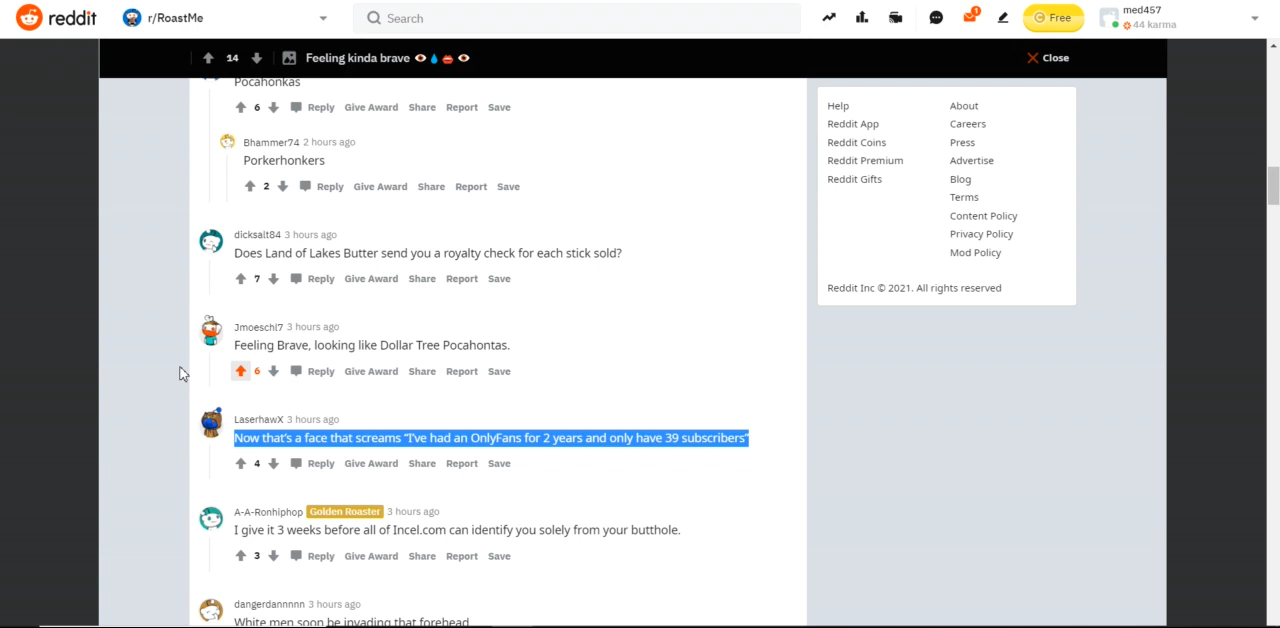 reddit
r/RoastMe
Search
1
Free
med457
44 karma
14
Feeling kinda brave
Close
Pocahonkas
6 Reply Give Award Share Report Save
Bhammer74 2 hours ago
Porkerhonkers
2 Reply Give Award Share Report Save
dicksalt84 3 hours ago
Does Land of Lakes Butter send you a royalty check for each stick sold?
7 Reply Give Award Share Report Save
Jmoeschl7 3 hours ago
Feeling Brave, looking like Dollar Tree Pocahontas.
6 Reply Give Award Share Report Save
LaserhawX 3 hours ago
Now that's a face that screams “I've had an OnlyFans for 2 years and only have 39 subscribers”
4 Reply Give Award Share Report Save
A-A-Ronhiphop Golden Roaster 3 hours ago
I give it 3 weeks before all of Incel.com can identify you solely from your butthole.
3 Reply Give Award Share Report Save
dangerdannnnn 3 hours ago
White men soon be invading that forehead
Help About
Reddit App Careers
Reddit Coins Press
Reddit Premium Advertise
Reddit Gifts Blog
Terms
Content Policy
Privacy Policy
Mod Policy
Reddit Inc © 2021. All rights reserved